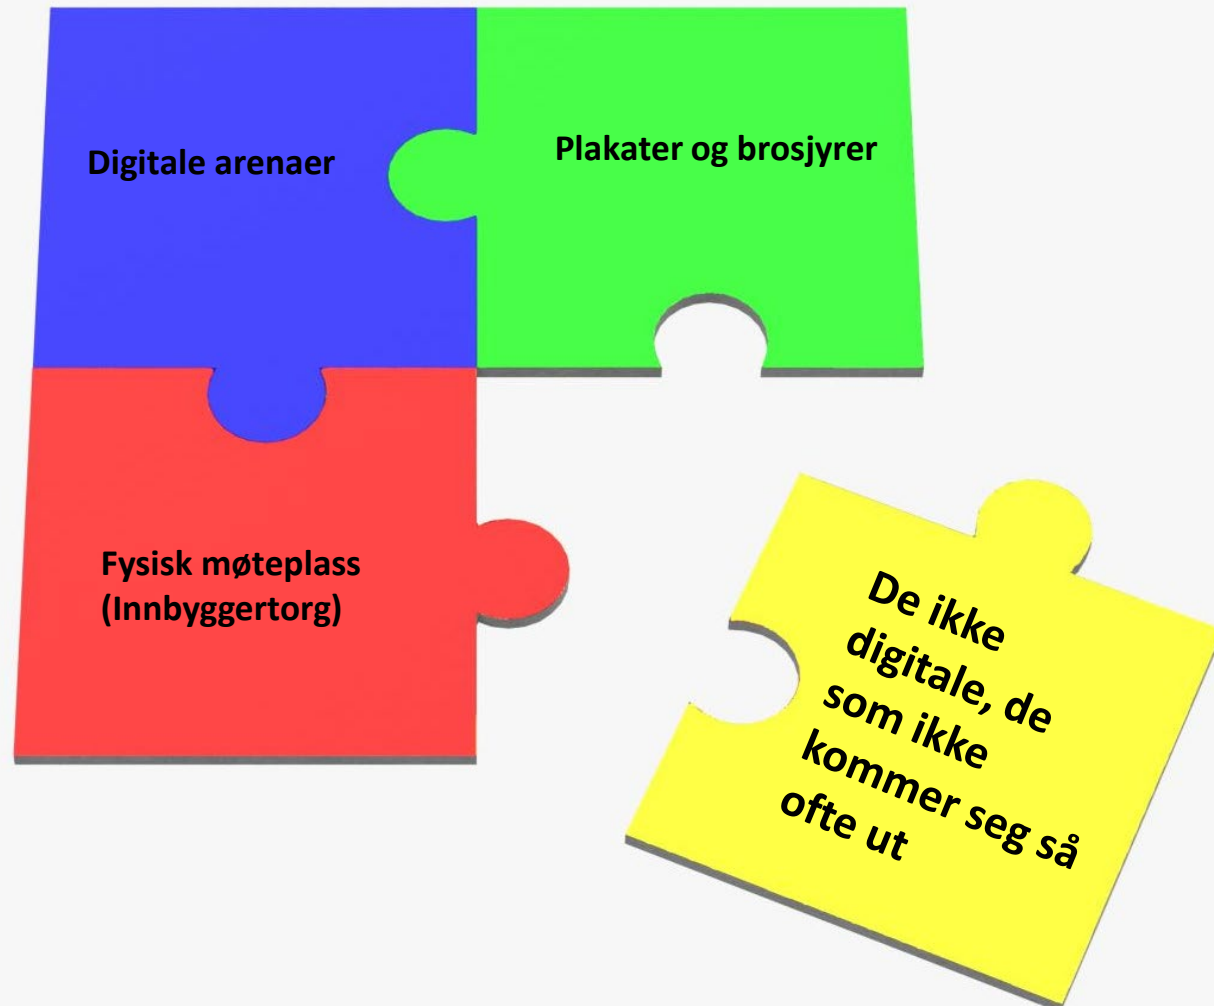 Digitale arenaer
Plakater og brosjyrer
Fysisk møteplass
(Innbyggertorg)
De ikke
digitale, de
som ikke
kommer seg så
ofte ut